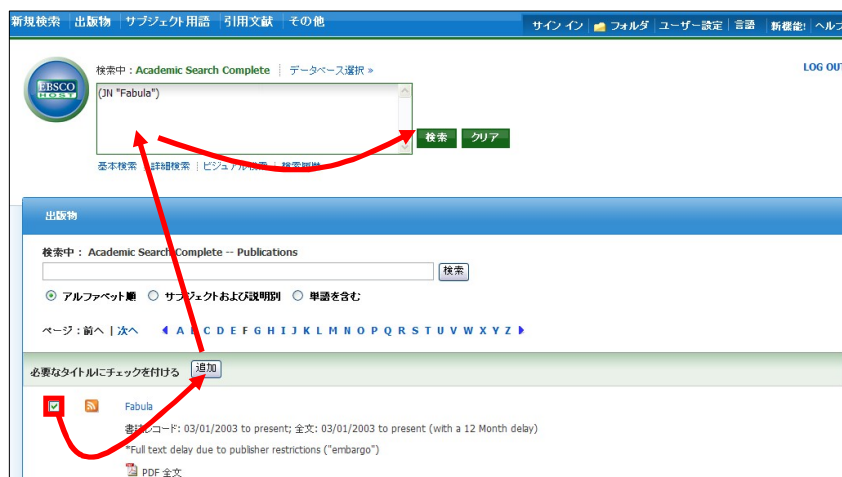 新規検索 出版物 サブジェクト用語 引用文献 その他 サイン イン フォルダ ユーザー設定 言語 新機能! ヘルプ
検索中 : Academic Search Complete データベース選択 »
LOG OUT
EBSCO
HOST
(JN "Fabula")
検索 クリア
基本検索 詳細検索 ビジュアル検索 検索履歴
出版物
検索中 : Academic Search Complete -- Publications
検索
アルファベット順 サブジェクトおよび説明別 単語を含む
ページ : 前へ | 次へ A B C D E F G H I J K L M N O P Q R S T U V W X Y Z
必要なタイトルにチェックを付ける 追加
Fabula
書誌レコード: 03/01/2003 to present; 全文: 03/01/2003 to present (with a 12 Month delay)
*Full text delay due to publisher restrictions ("embargo")
PDF 全文